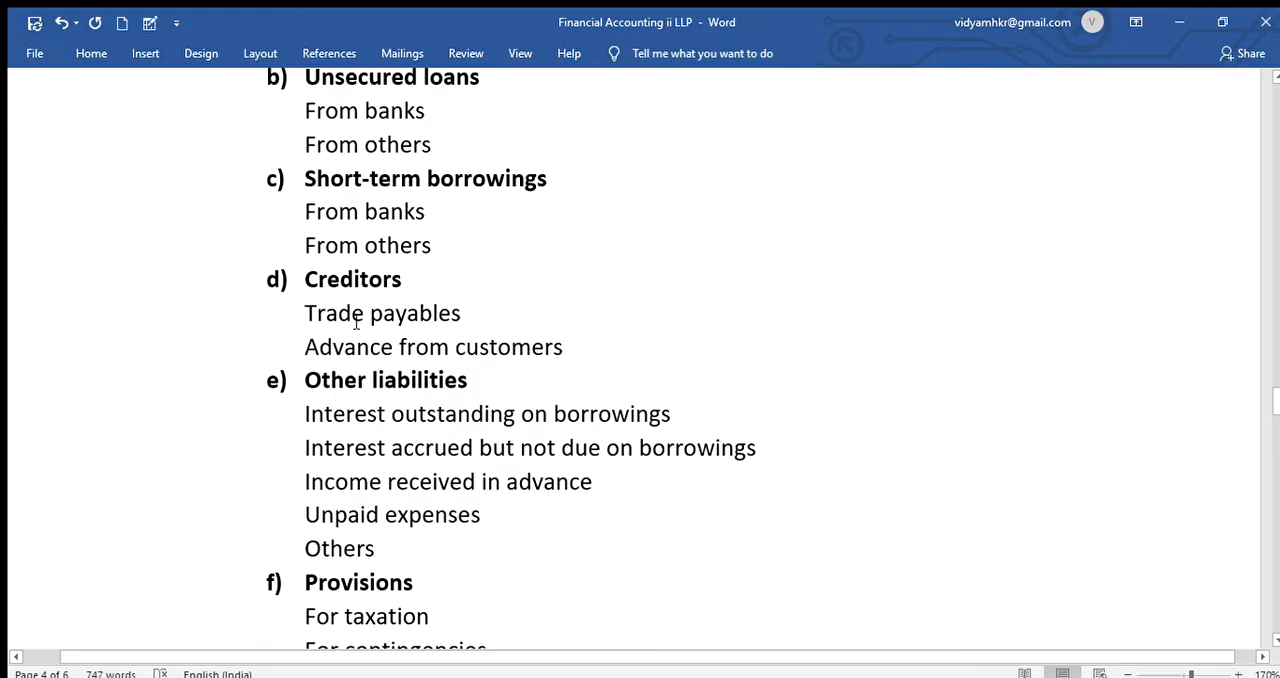 Financial Accounting ii LLP - Word
vidyamhkr@gmail.com
V
File Home Insert Design Layout References Mailings Review View Help Tell me what you want to do Share
b) Unsecured loans
From banks
From others
c) Short-term borrowings
From banks
From others
d) Creditors
Trade payables
Advance from customers
e) Other liabilities
Interest outstanding on borrowings
Interest accrued but not due on borrowings
Income received in advance
Unpaid expenses
Others
f) Provisions
For taxation
For contingencies
Page 4 of 6 747 words English (India) 170%